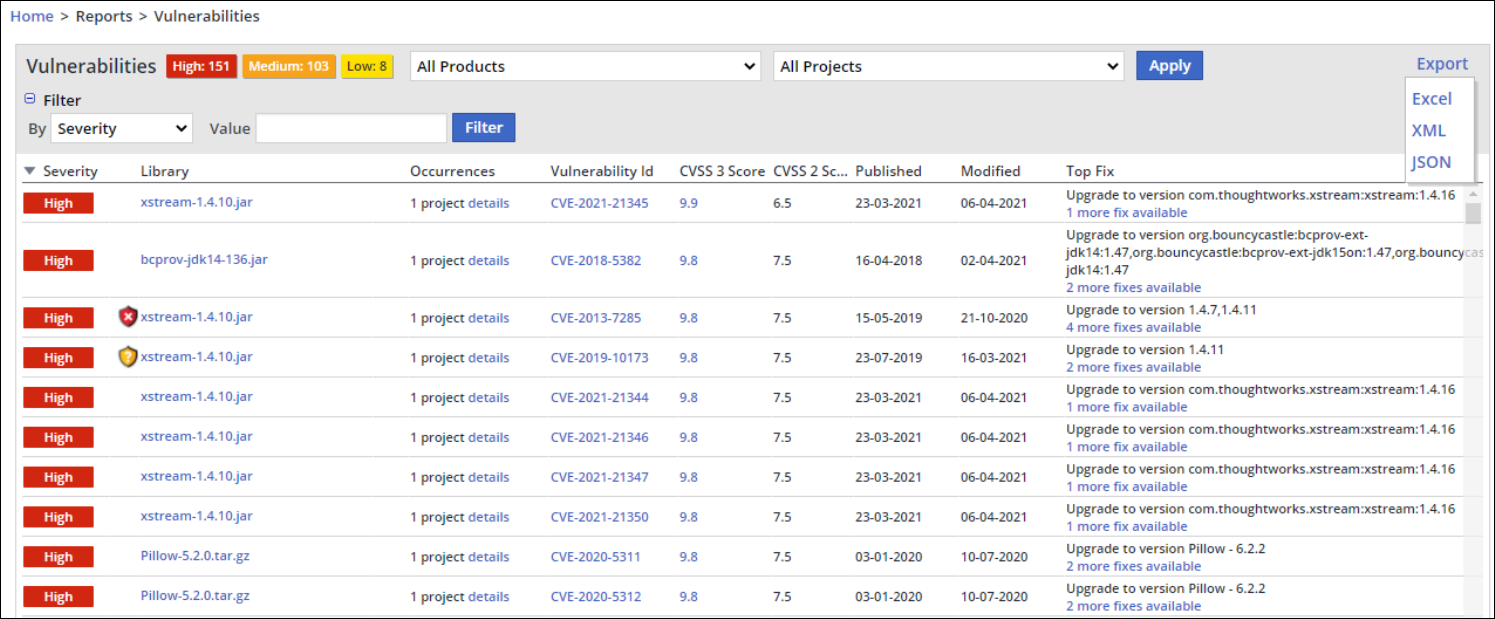 Home > Reports > Vulnerabilities
Vulnerabilities High: 151 Medium: 103 Low: 8 All Products All Projects Apply Export
Excel
XML
JSON
Filter
By Severity Value Filter
Severity Library Occurrences Vulnerability Id CVSS 3 Score CVSS 2 Sc... Published Modified Top Fix
High xstream-1.4.10.jar 1 project details CVE-2021-21345 9.9 6.5 23-03-2021 06-04-2021 Upgrade to version com.thoughtworks.xstream:xstream:1.4.16
1 more fix available
High bcprov-jdk14-136.jar 1 project details CVE-2018-5382 9.8 7.5 16-04-2018 02-04-2021 Upgrade to version org.bouncycastle:bcprov-ext-
jdk14:1.47,org.bouncycastle:bcprov-ext-jdk15on:1.47,org.bouncycas
jdk14:1.47
2 more fixes available
High xstream-1.4.10.jar 1 project details CVE-2013-7285 9.8 7.5 15-05-2019 21-10-2020 Upgrade to version 1.4.7,1.4.11
4 more fixes available
High xstream-1.4.10.jar 1 project details CVE-2019-10173 9.8 7.5 23-07-2019 16-03-2021 Upgrade to version 1.4.11
2 more fixes available
High xstream-1.4.10.jar 1 project details CVE-2021-21344 9.8 7.5 23-03-2021 06-04-2021 Upgrade to version com.thoughtworks.xstream:xstream:1.4.16
1 more fix available
High xstream-1.4.10.jar 1 project details CVE-2021-21346 9.8 7.5 23-03-2021 06-04-2021 Upgrade to version com.thoughtworks.xstream:xstream:1.4.16
1 more fix available
High xstream-1.4.10.jar 1 project details CVE-2021-21347 9.8 7.5 23-03-2021 06-04-2021 Upgrade to version com.thoughtworks.xstream:xstream:1.4.16
1 more fix available
High xstream-1.4.10.jar 1 project details CVE-2021-21350 9.8 7.5 23-03-2021 06-04-2021 Upgrade to version com.thoughtworks.xstream:xstream:1.4.16
1 more fix available
High Pillow-5.2.0.tar.gz 1 project details CVE-2020-5311 9.8 7.5 03-01-2020 10-07-2020 Upgrade to version Pillow - 6.2.2
2 more fixes available
High Pillow-5.2.0.tar.gz 1 project details CVE-2020-5312 9.8 7.5 03-01-2020 10-07-2020 Upgrade to version Pillow - 6.2.2
2 more fixes available